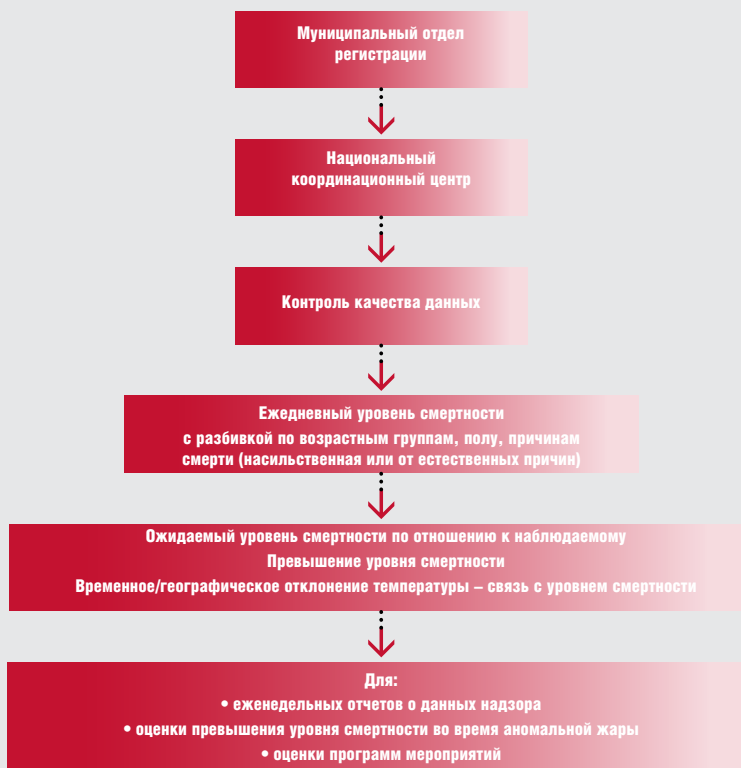 Муниципальный отдел
регистрации
Национальный
координационный центр
Контроль качества данных
Ежедневный уровень смертности
с разбивкой по возрастным группам, полу, причинам
смерти (насильственная или от естественных причин)
Ожидаемый уровень смертности по отношению к наблюдаемому
Превышение уровня смертности
Временное/географическое отклонение температуры – связь с уровнем смертности
Для:
• еженедельных отчетов о данных надзора
• оценки превышения уровня смертности во время аномальной жары
• оценки программ мероприятий